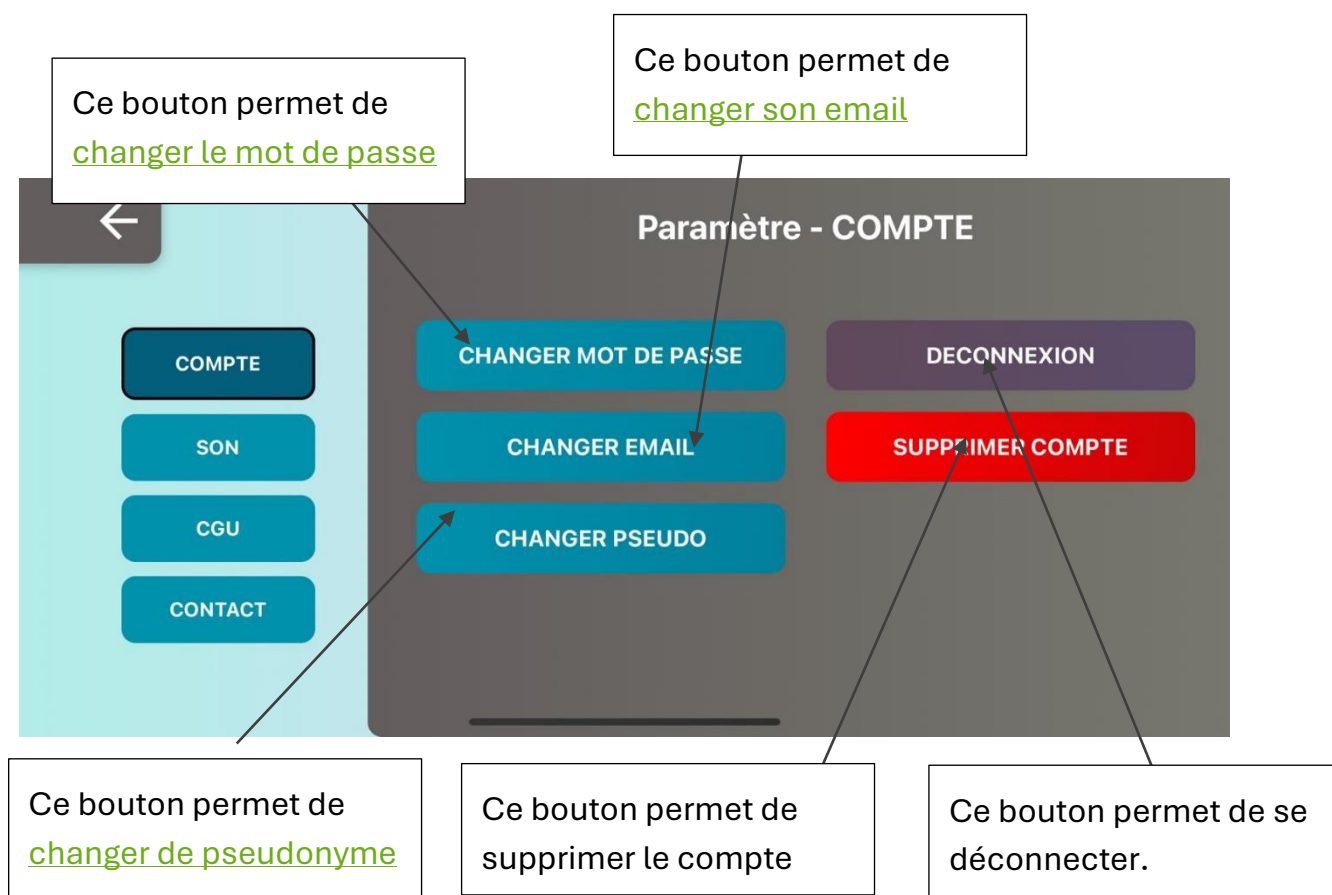 Ce bouton permet de
changer le mot de passe
Ce bouton permet de
changer son email
Paramètre - COMPTE
COMPTE
SON
CGU
CONTACT
CHANGER MOT DE PASSE
CHANGER EMAIL
CHANGER PSEUDO
DECONNEXION
SUPPRIMER COMPTE
Ce bouton permet de
changer de pseudonyme
Ce bouton permet de
supprimer le compte
Ce bouton permet de se
déconnecter.